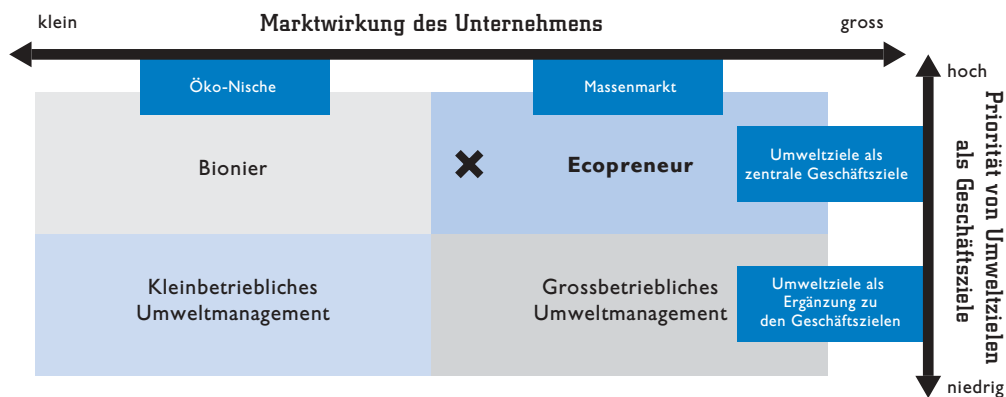 klein
Marktwirkung des Unternehmens
gross
Öko-Nische
Massenmarkt
hoch
Bionier
Ecopreneur
Umweltziele als
zentrale Geschäftsziele
Priorität von Umweltzielen
als Geschäftsziele
Kleinbetriebliches
Umweltmanagement
Grossbetriebliches
Umweltmanagement
Umweltziele als
Ergänzung zu
den Geschäftszielen
niedrig